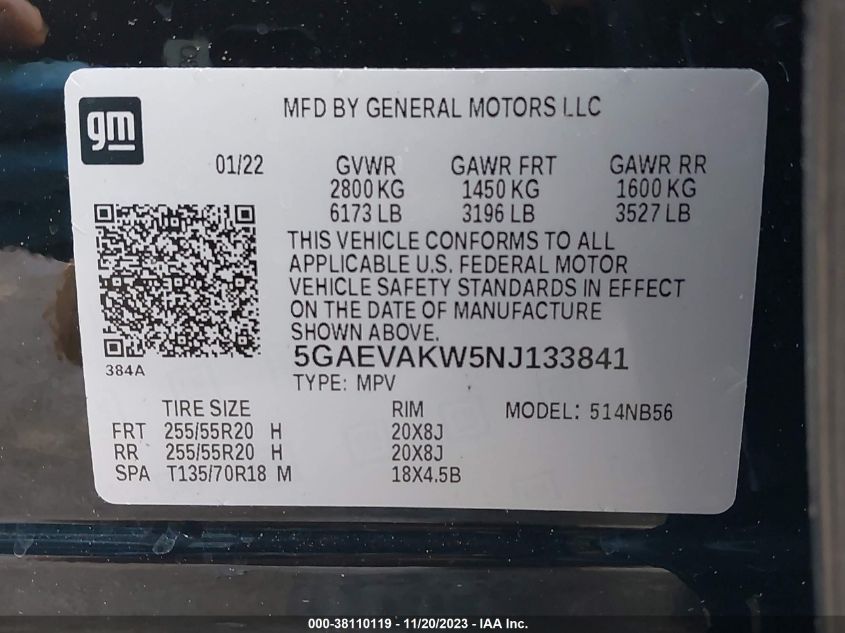 gm
MFD BY GENERAL MOTORS LLC
01/22 GVWR GAWR FRT GAWR RR
2800 KG 1450 KG 1600 KG
6173 LB 3196 LB 3527 LB
THIS VEHICLE CONFORMS TO ALL
APPLICABLE U.S. FEDERAL MOTOR
VEHICLE SAFETY STANDARDS IN EFFECT
ON THE DATE OF MANUFACTURE
SHOWN ABOVE.
384A
5GAEVAKW5NJ133841
TYPE: MPV
TIRE SIZE RIM MODEL: 514NB56
FRT 255/55R20 H 20X8J
RR 255/55R20 H 20X8J
SPA T135/70R18 M 18X4.5B
000-38110119 - 11/20/2023 - IAA Inc.